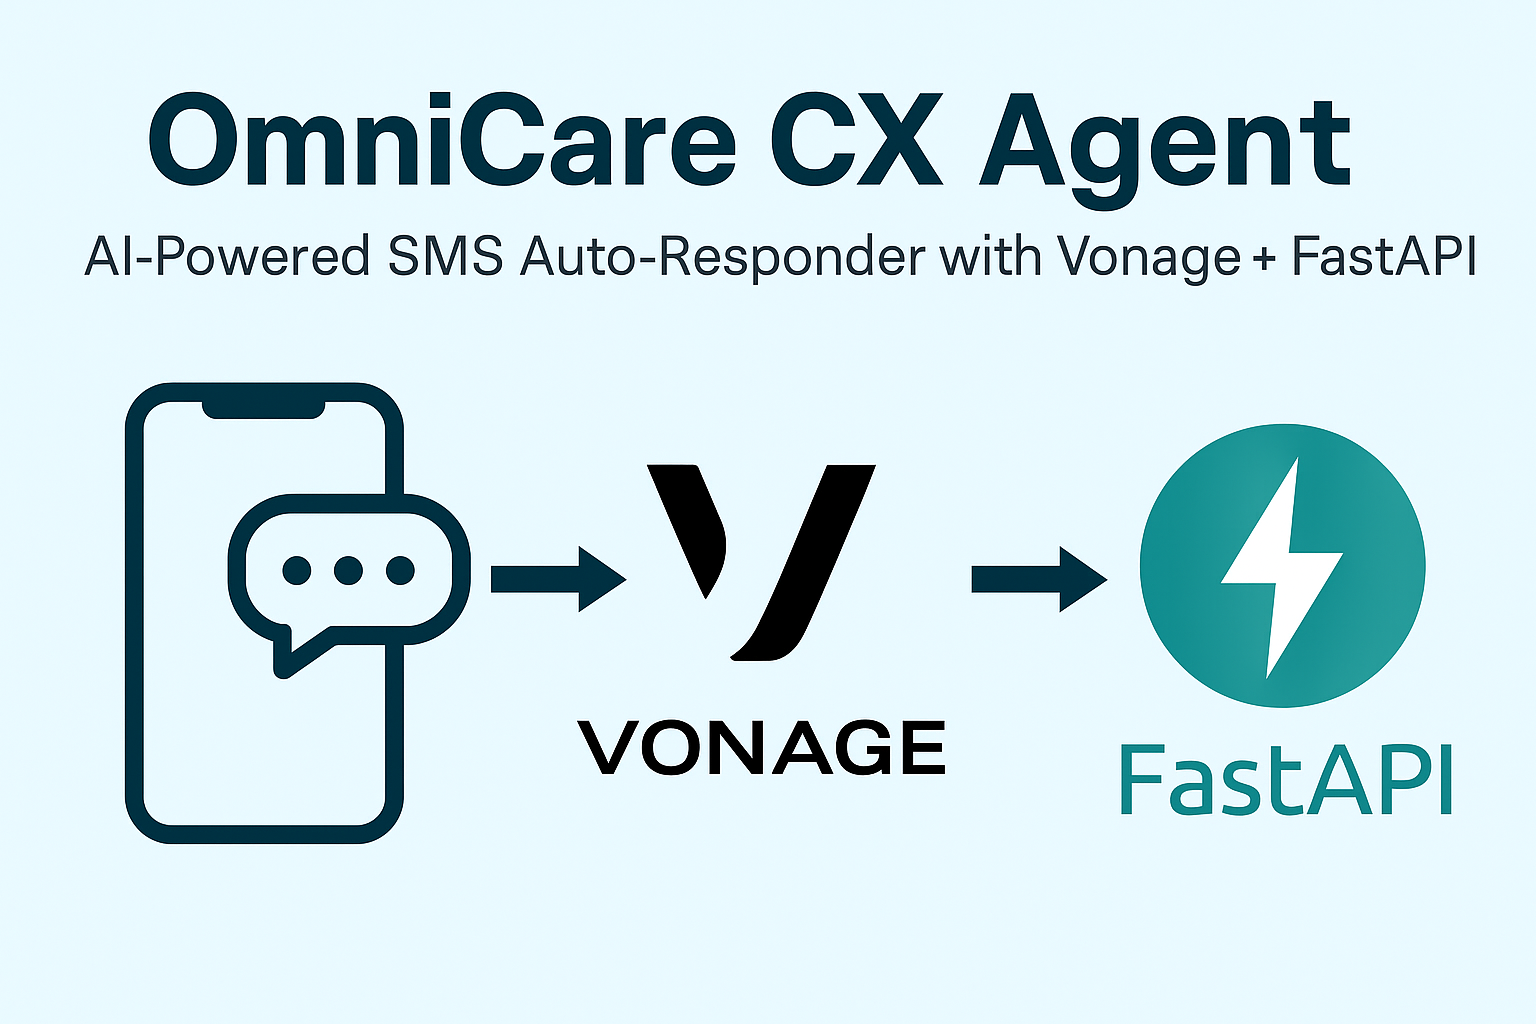 OmniCare CX Agent
AI-Powered SMS Auto-Responder with Vonage + FastAPI
VONAGE
FastAPI